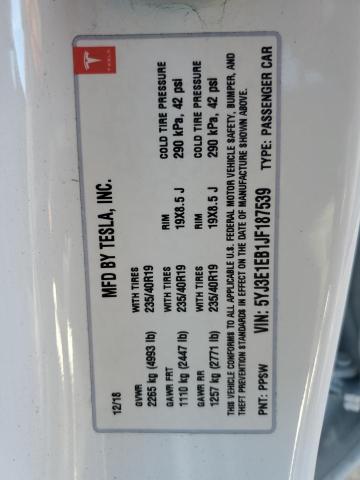 TESLA
MFD BY TESLA, INC.
12/18
GVWR
2265 kg (4993 lb)
WITH TIRES
235/40R19
RIM
19X8.5 J
COLD TIRE PRESSURE
290 kPa, 42 psi
GAWR FRT
1110 kg (2447 lb)
WITH TIRES
235/40R19
RIM
19X8.5 J
COLD TIRE PRESSURE
290 kPa, 42 psi
GAWR RR
1257 kg (2771 lb)
WITH TIRES
235/40R19
THIS VEHICLE CONFORMS TO ALL APPLICABLE U.S. FEDERAL MOTOR VEHICLE SAFETY, BUMPER, AND
THEFT PREVENTION STANDARDS IN EFFECT ON THE DATE OF MANUFACTURE SHOWN ABOVE.
PNT: PPSW VIN: 5YJ3E1EB1JF187539 TYPE: PASSENGER CAR